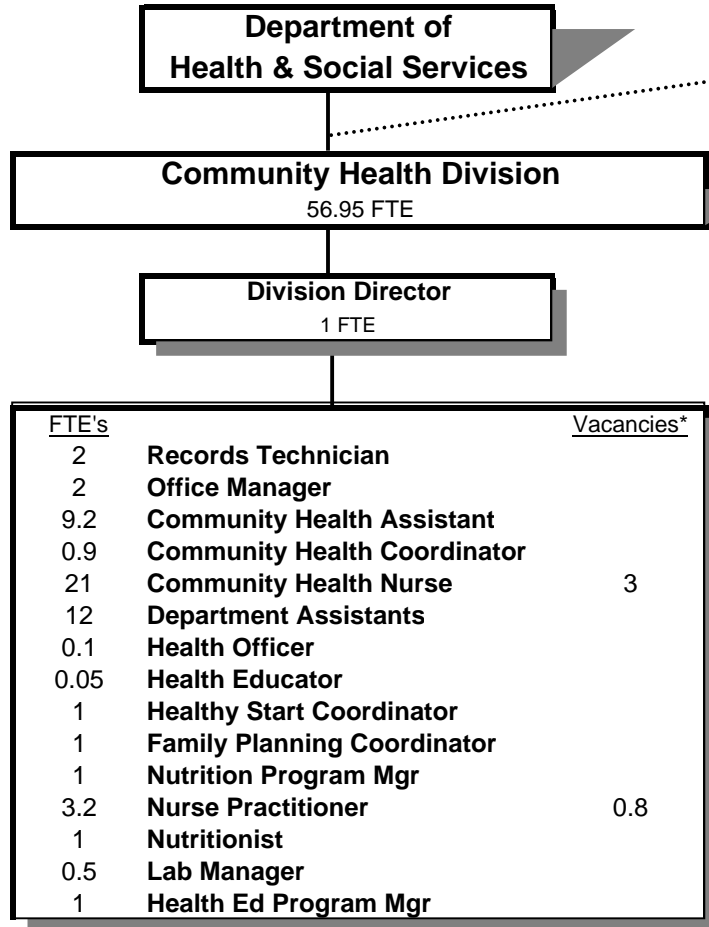 Department of
Health & Social Services
Community Health Division
56.95 FTE
Division Director
1 FTE
FTE's Vacancies*
2 Records Technician
2 Office Manager
9.2 Community Health Assistant
0.9 Community Health Coordinator
21 Community Health Nurse 3
12 Department Assistants
0.1 Health Officer
0.05 Health Educator
1 Healthy Start Coordinator
1 Family Planning Coordinator
1 Nutrition Program Mgr
3.2 Nurse Practitioner 0.8
1 Nutritionist
0.5 Lab Manager
1 Health Ed Program Mgr